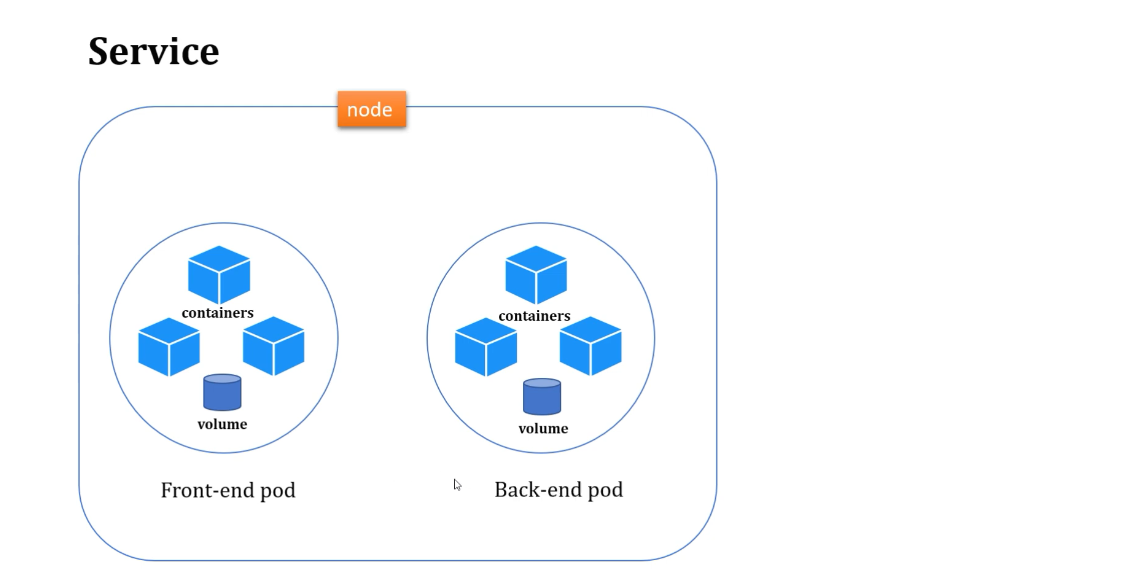 Service
node
containers
containers
volume
volume
Front-end pod
Back-end pod